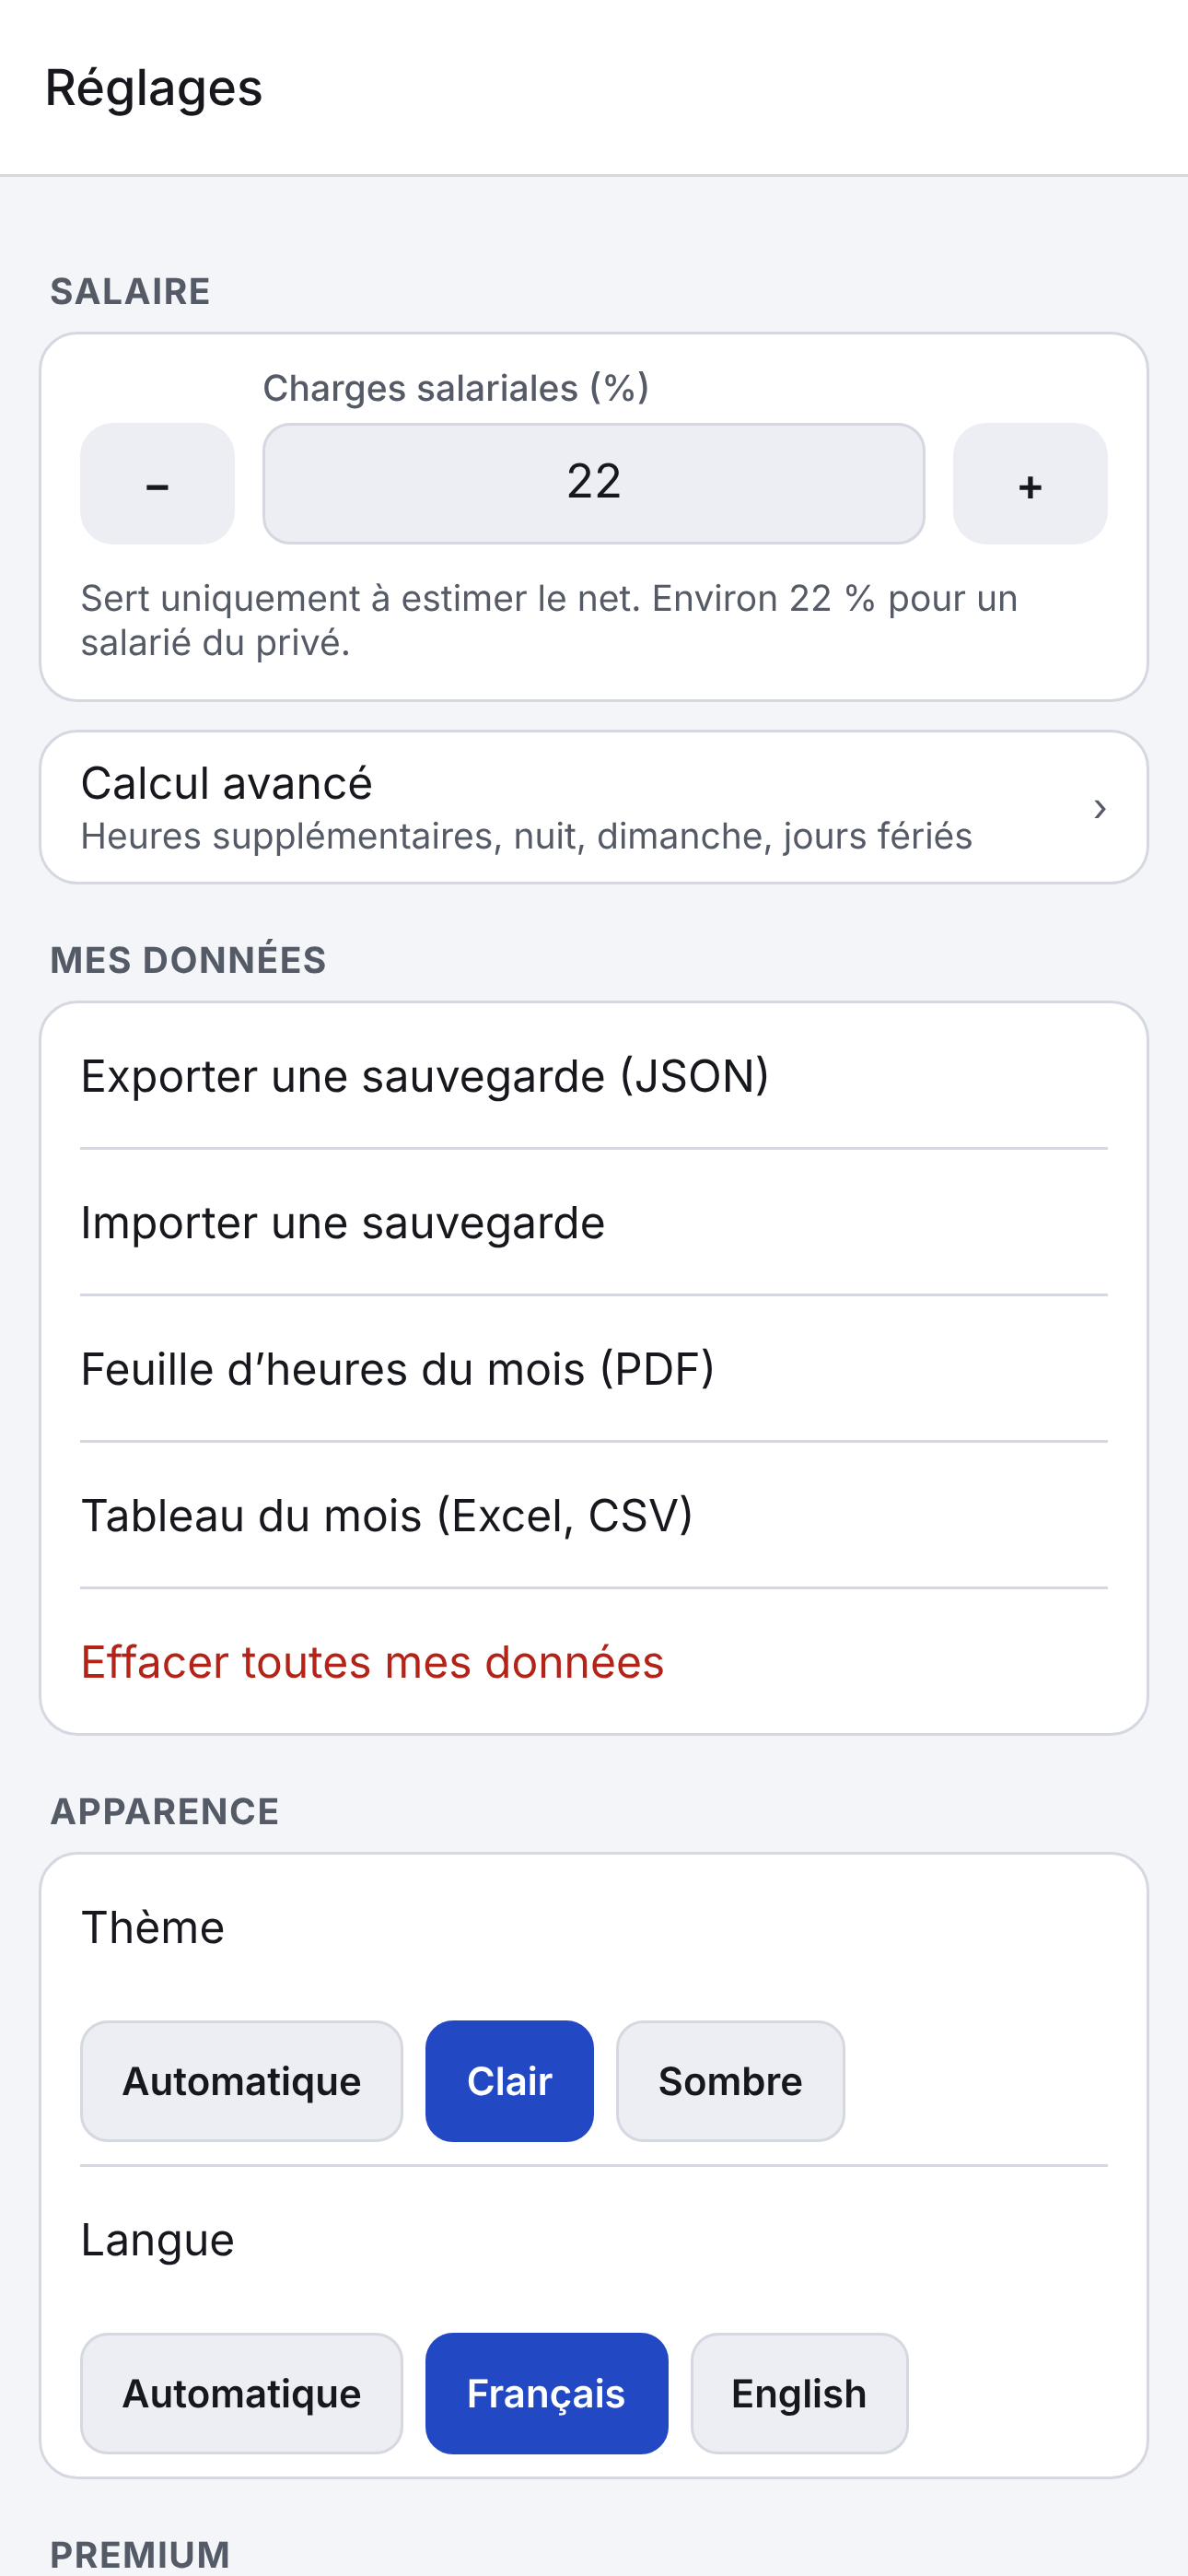 Réglages
SALAIRE
Charges salariales (%)
– 22 +
Sert uniquement à estimer le net. Environ 22 % pour un
salarié du privé.
Calcul avancé
Heures supplémentaires, nuit, dimanche, jours fériés
›
MES DONNÉES
Exporter une sauvegarde (JSON)
Importer une sauvegarde
Feuille d’heures du mois (PDF)
Tableau du mois (Excel, CSV)
Effacer toutes mes données
APPARENCE
Thème
Automatique Clair Sombre
Langue
Automatique Français English
PREMIUM